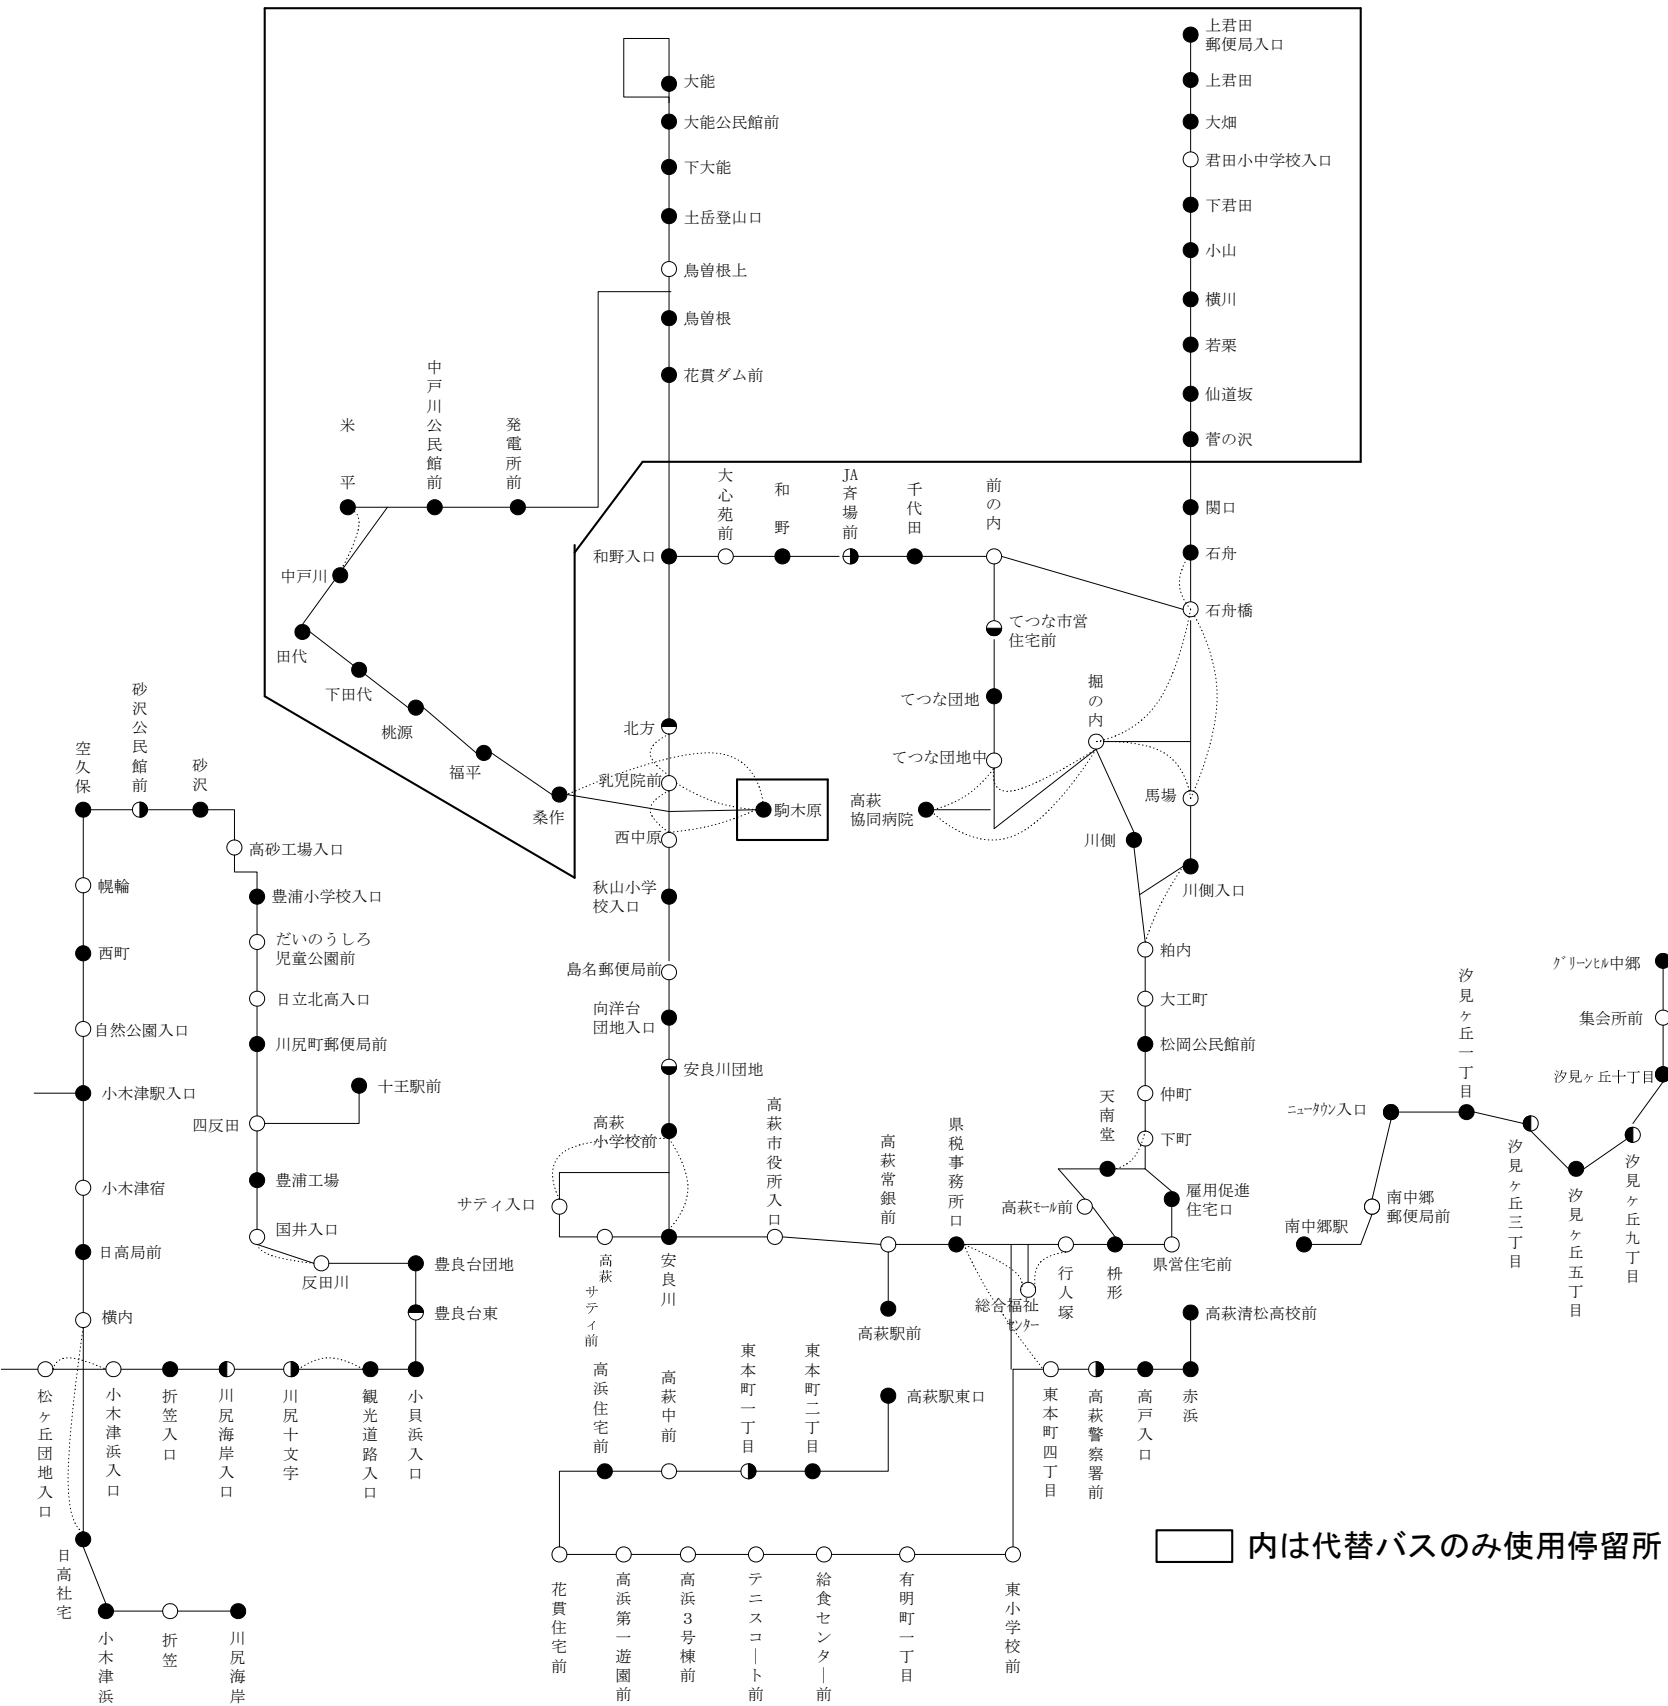 上君田
郵便局入口
上君田
大畑
君田小中学校入口
下君田
小山
横川
若栗
仙道坂
菅の沢
関口
石舟
石舟橋
大能
大能公民館前
下大能
土岳登山口
鳥曽根上
鳥曽根
花貫ダム前
和野入口
大心苑前
和野
JA斉場前
千代田
前の内
米平
中戸川公民館前
発電所前
中戸川
田代
下田代
桃源
福平
桑作
てつな市営
住宅前
てつな団地
てつな団地中
高萩
協同病院
堀の内
馬場
川側
川側入口
粕内
大工町
松岡公民館前
仲町
下町
天南堂
高萩ﾓｰﾙ前
雇用促進
住宅口
県営住宅前
枡形
行人塚
総合福祉
ｾﾝﾀｰ
北方
乳児院前
駒木原
西中原
秋山小学
校入口
島名郵便局前
向洋台
団地入口
安良川団地
高萩
小学校前
サティ入口
高萩サティ前
安良川
高萩市役所入口
高萩常銀前
県税事務所口
高萩駅前
空久保
砂沢公民館前
砂沢
高砂工場入口
豊浦小学校入口
だいのうしろ
児童公園前
日立北高入口
川尻町郵便局前
十王駅前
四反田
豊浦工場
国井入口
反田川
豊良台団地
豊良台東
幌輪
西町
自然公園入口
小木津駅入口
小木津宿
日高局前
横内
松ヶ丘団地入口
小木津浜入口
折笠入口
川尻海岸入口
川尻十文字
観光道路入口
小貝浜入口
日高社宅
小木津浜
折笠
川尻海岸
高浜住宅前
高萩中前
東本町一丁目
東本町二丁目
高萩駅東口
花貫住宅前
高浜第一遊園前
高浜３号棟前
テニスコート前
給食センター前
有明町一丁目
東小学校前
東本町四丁目
高萩警察署前
高戸入口
赤浜
高萩清松高校前
ｸﾞﾘｰﾝﾋﾙ中郷
集会所前
汐見ヶ丘十丁目
汐見ヶ丘九丁目
汐見ヶ丘五丁目
汐見ヶ丘三丁目
汐見ヶ丘一丁目
ﾆｭｰﾀｳﾝ入口
南中郷
郵便局前
南中郷駅
内は代替バスのみ使用停留所